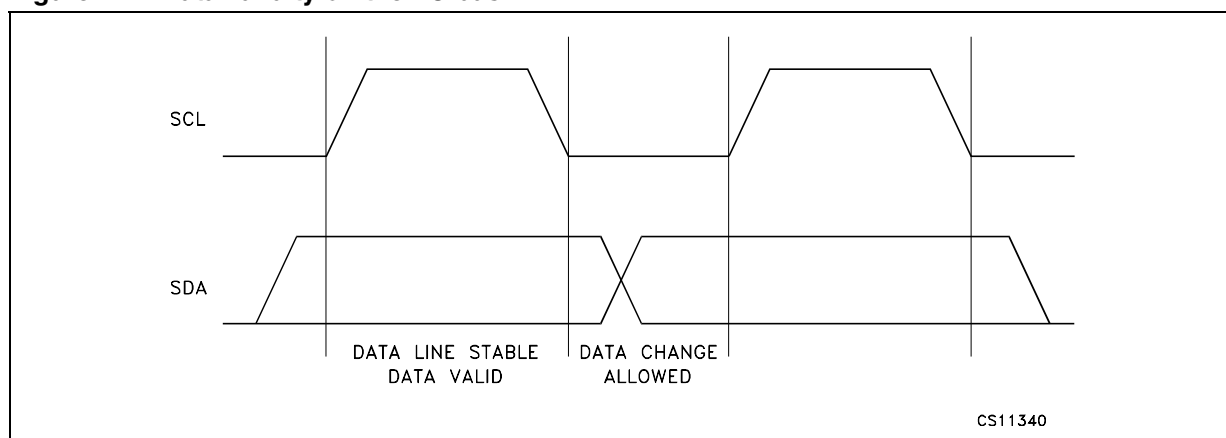 SCL
SDA
DATA LINE STABLE
DATA VALID
DATA CHANGE
ALLOWED
CS11340